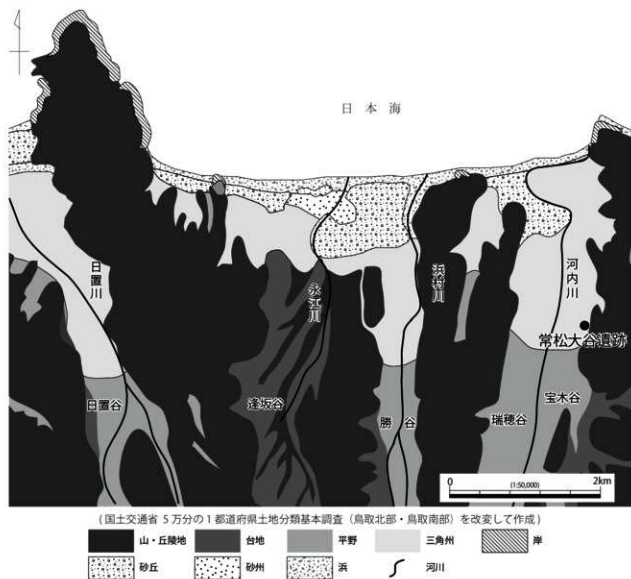 日本海
日置川
永江川
浜村川
河内川
常松大谷遺跡
日置谷
逢坂谷
勝谷
瑞穂谷
宝木谷
0 (1:50,000) 2km
(国土交通省 5万分の1都道府県土地分類基本調査(鳥取北部・鳥取南部)を改変して作成)
山・丘陵地 台地 平野 三角州 岸
砂丘 砂州 浜 河川